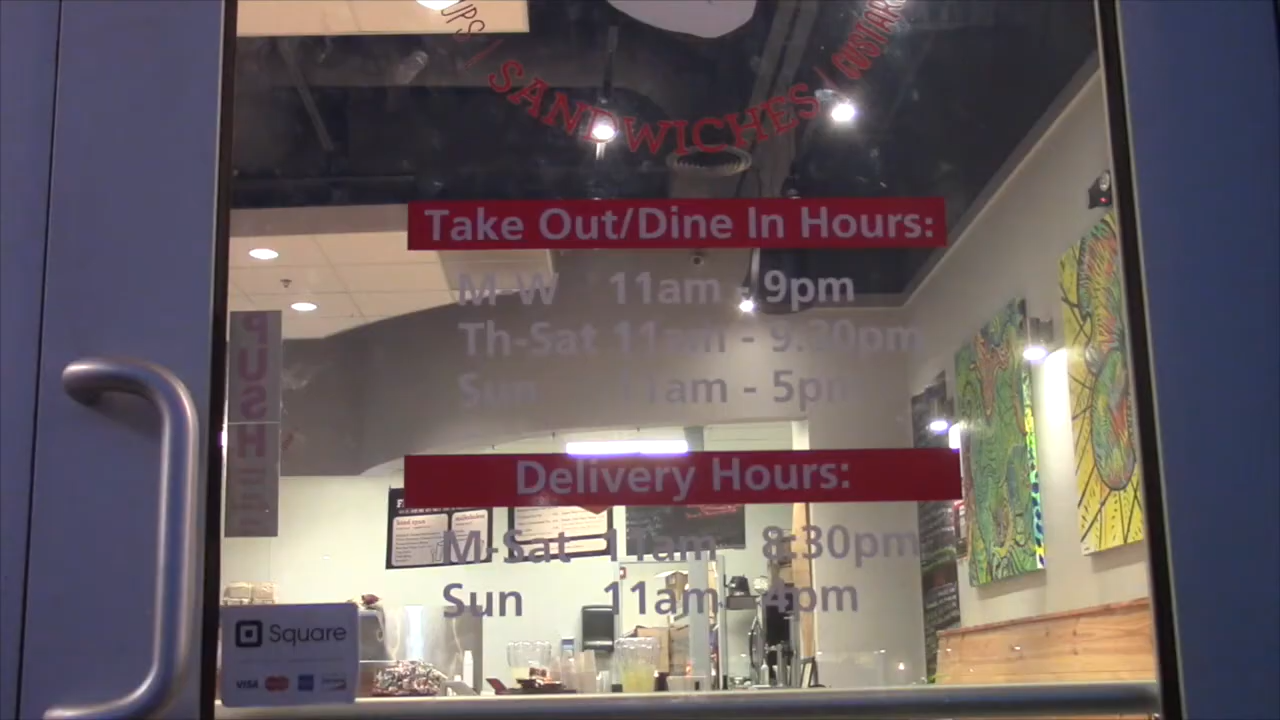 SANDWICHES
Take Out/Dine In Hours:
M-W 11am - 9pm
Th-Sat 11am - 9:30pm
Sun 11am - 5pm
PUSH
Delivery Hours:
M-Sat 11am - 8:30pm
Sun 11am - 4pm
Square
VISA